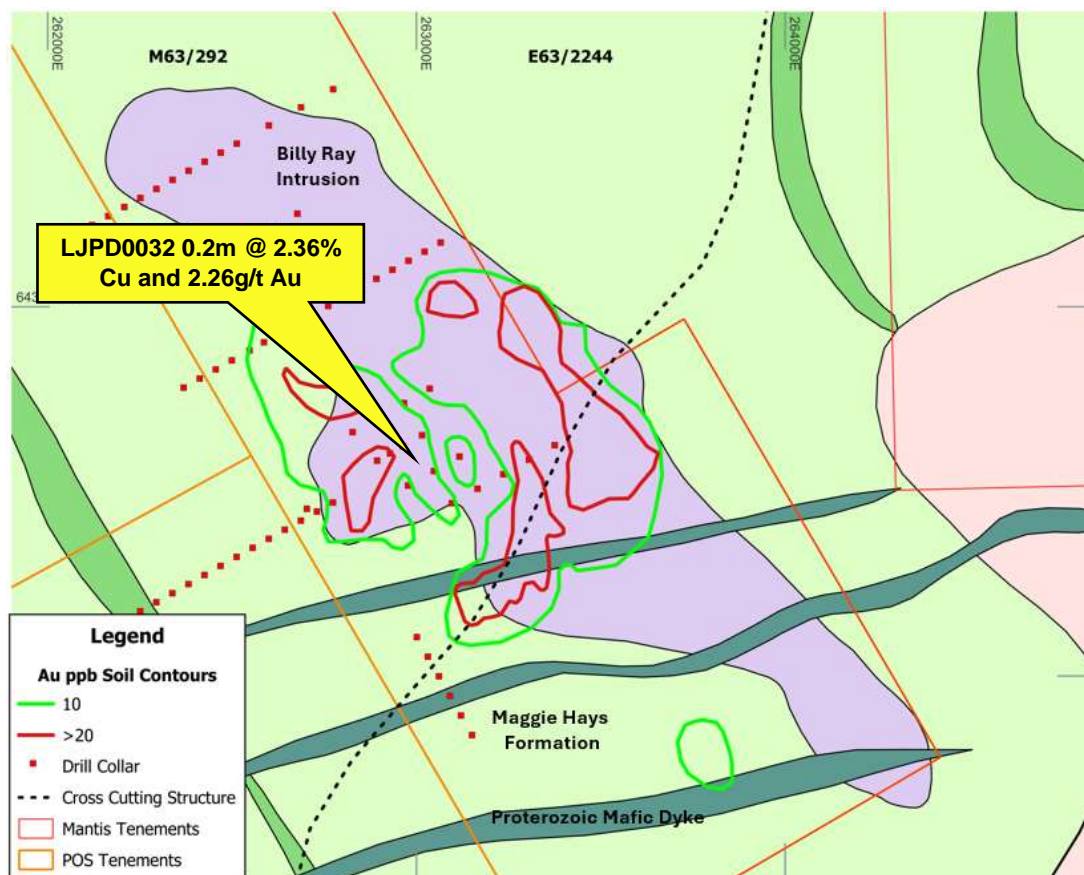 262000E
263000E
2264000E
M63/292
E63/2244
Billy Ray
Intrusion
LJPD0032 0.2m @ 2.36%
Cu and 2.26g/t Au
643
Maggie Hays
Formation
Proterozoic Mafic Dyke
Legend
Au ppb Soil Contours
10
>20
Drill Collar
Cross Cutting Structure
Mantis Tenements
POS Tenements